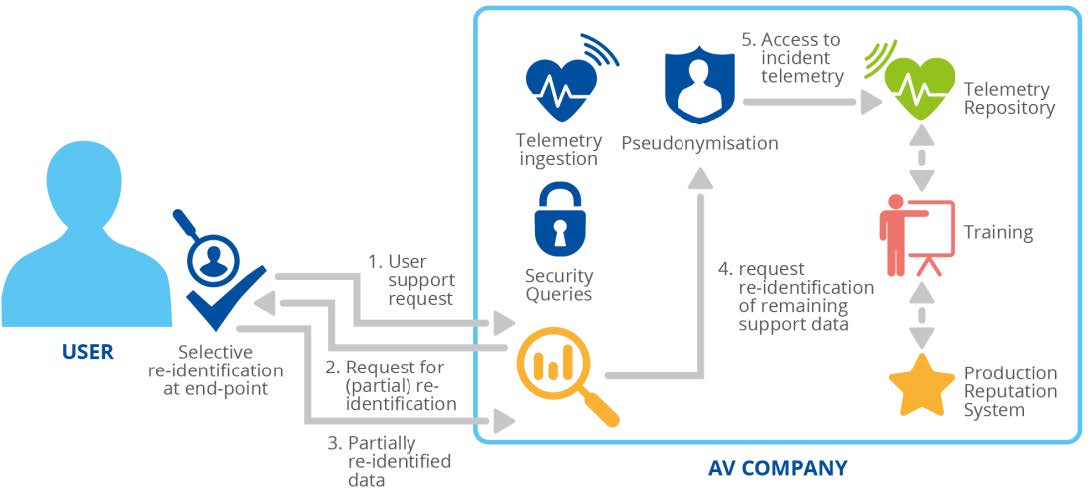 USER
Selective
re-identification
at end-point
1. User
support
request
2. Request for
(partial) re-
identification
3. Partially
re-identified
data
Telemetry
ingestion
Security
Queries
Pseudonymisation
4. request
re-identification
of remaining
support data
5. Access to
incident
telemetry
Telemetry
Repository
Training
Production
Reputation
System
AV COMPANY